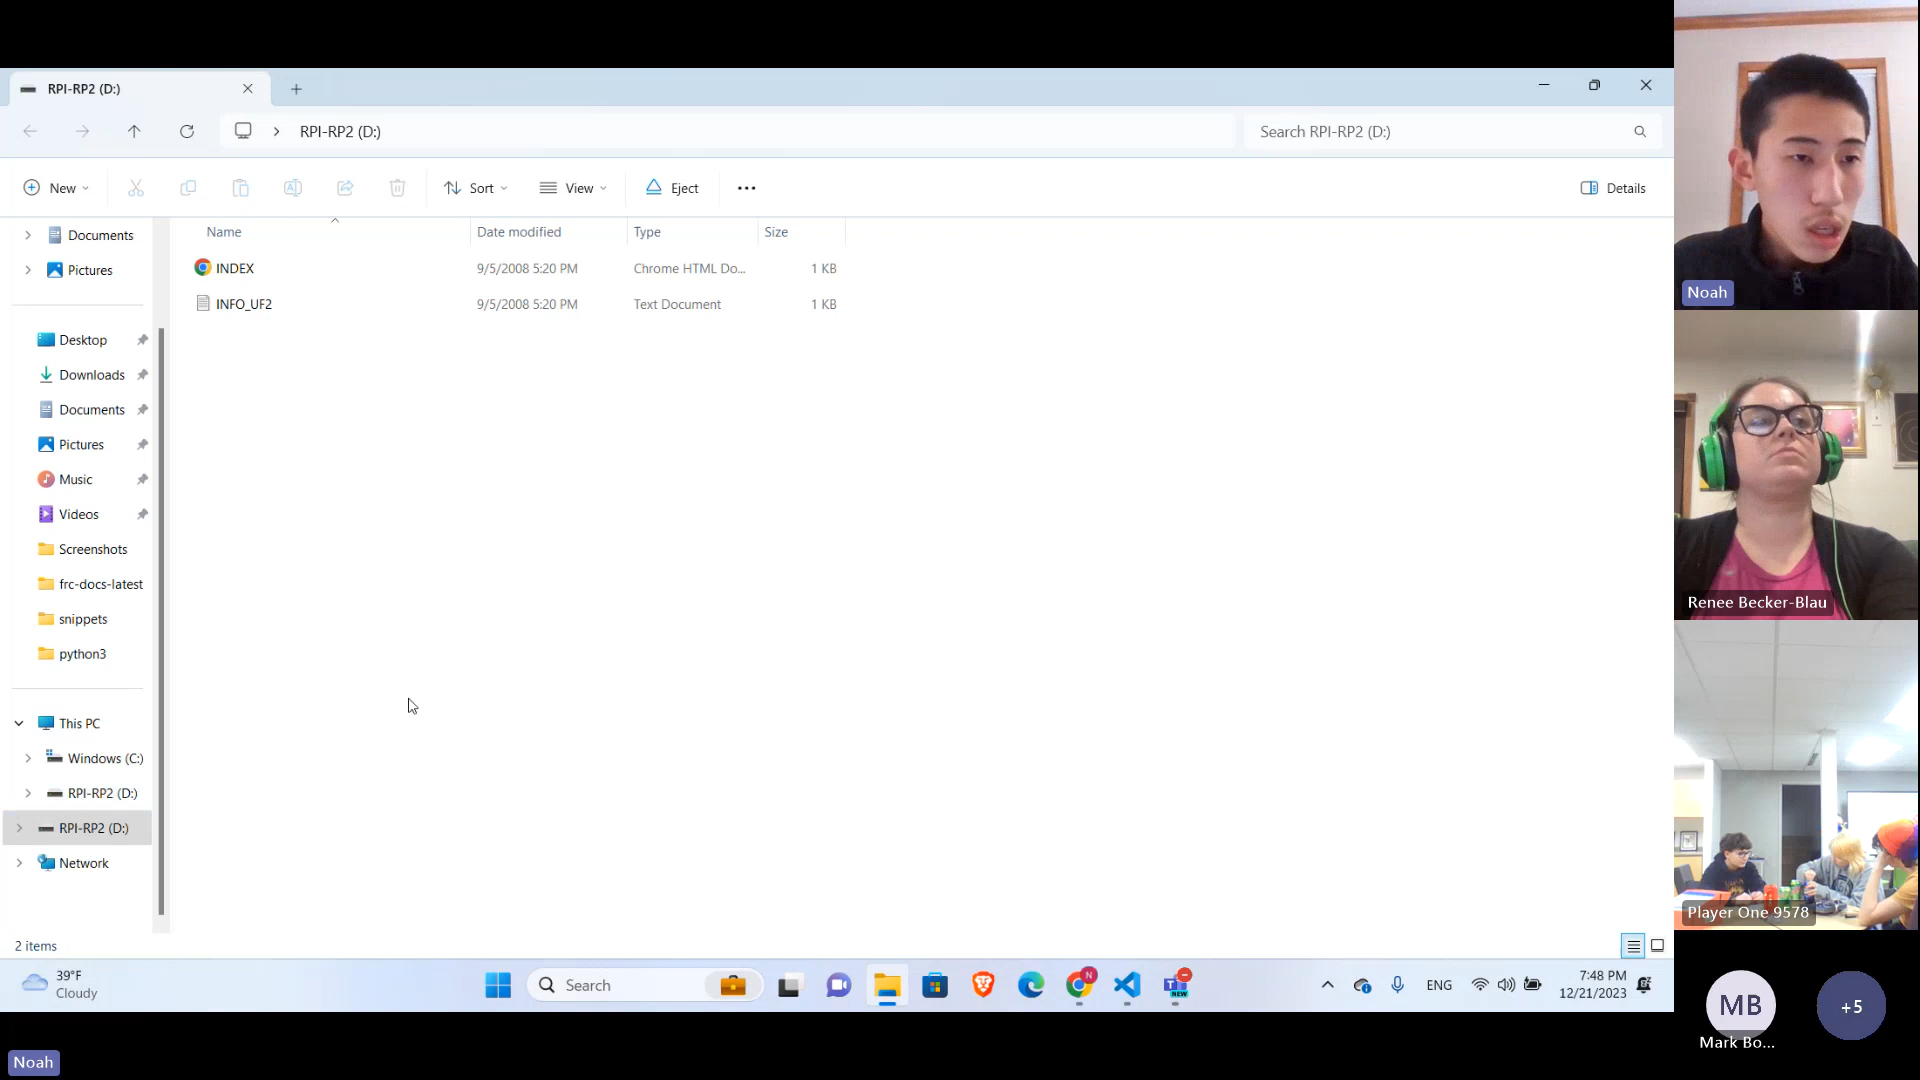 RPI-RP2 (D:)
RPI-RP2 (D:)
Search RPI-RP2 (D:)
New
Sort
View
Eject
Details
Name
Date modified
Type
Size
INDEX
9/5/2008 5:20 PM
Chrome HTML Do...
1 KB
INFO_UF2
9/5/2008 5:20 PM
Text Document
1 KB
Documents
Pictures
Desktop
Downloads
Documents
Pictures
Music
Videos
Screenshots
frc-docs-latest
snippets
python3
This PC
Windows (C:)
RPI-RP2 (D:)
RPI-RP2 (D:)
Network
2 items
39°F
Cloudy
Search
N
NEW
ENG
7:48 PM
12/21/2023
Noah
Noah
Renee Becker-Blau
Player One 9578
MB
Mark Bo...
+5